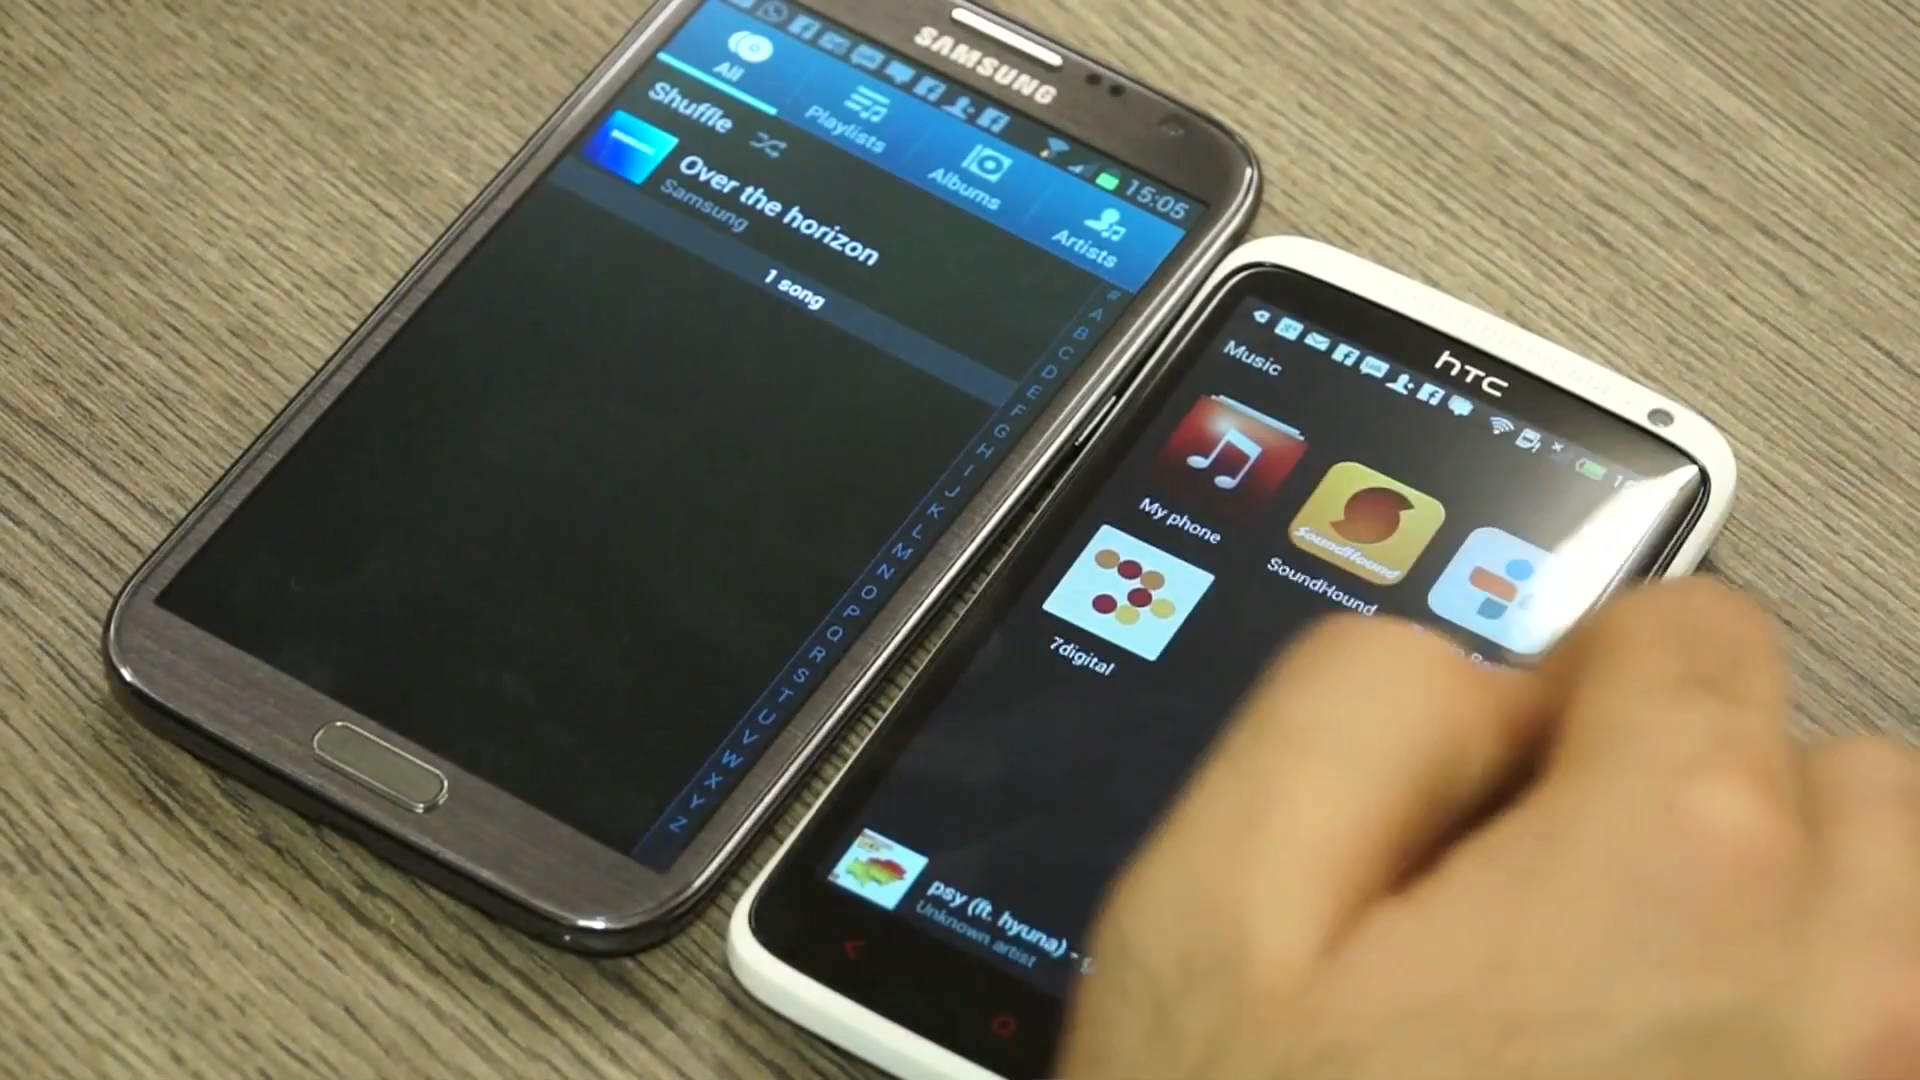 SAMSUNG
15:05
All
Playlists
Albums
Artists
Shuffle
Over the horizon
Samsung
1 song
#
A
B
C
D
E
F
G
H
I
J
K
L
M
N
O
P
Q
R
S
T
U
V
W
X
Y
Z
hTC
Music
My phone
SoundHound
SoundHound
7digital
psy (ft. hyuna) -
Unknown artist